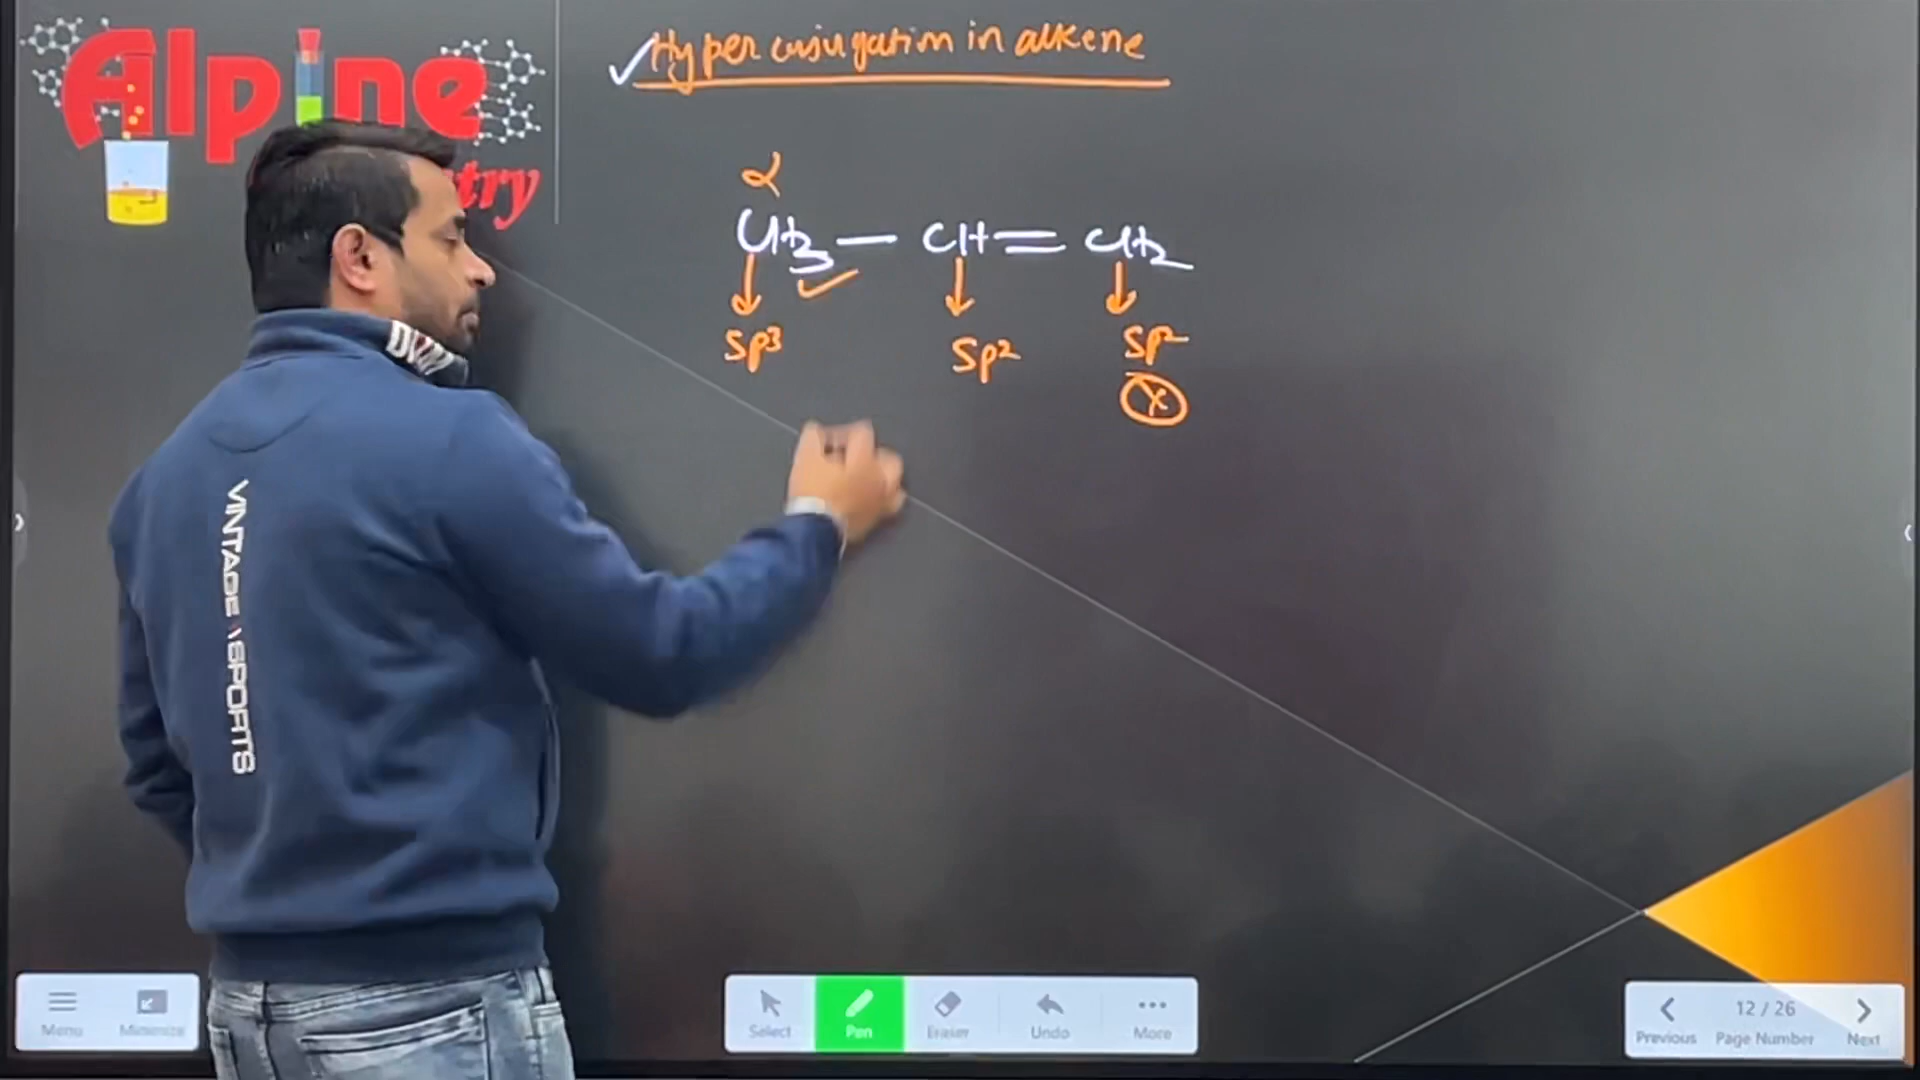 Alpine
try
Hyper conjugation in alkene
α
CH3 — CH = CH2
sp3 sp2 sp2
x
VINTAGE \SPORTS
Menu Minimize
Select Pen Eraser Undo More
Previous 12 / 26 Page Number Next